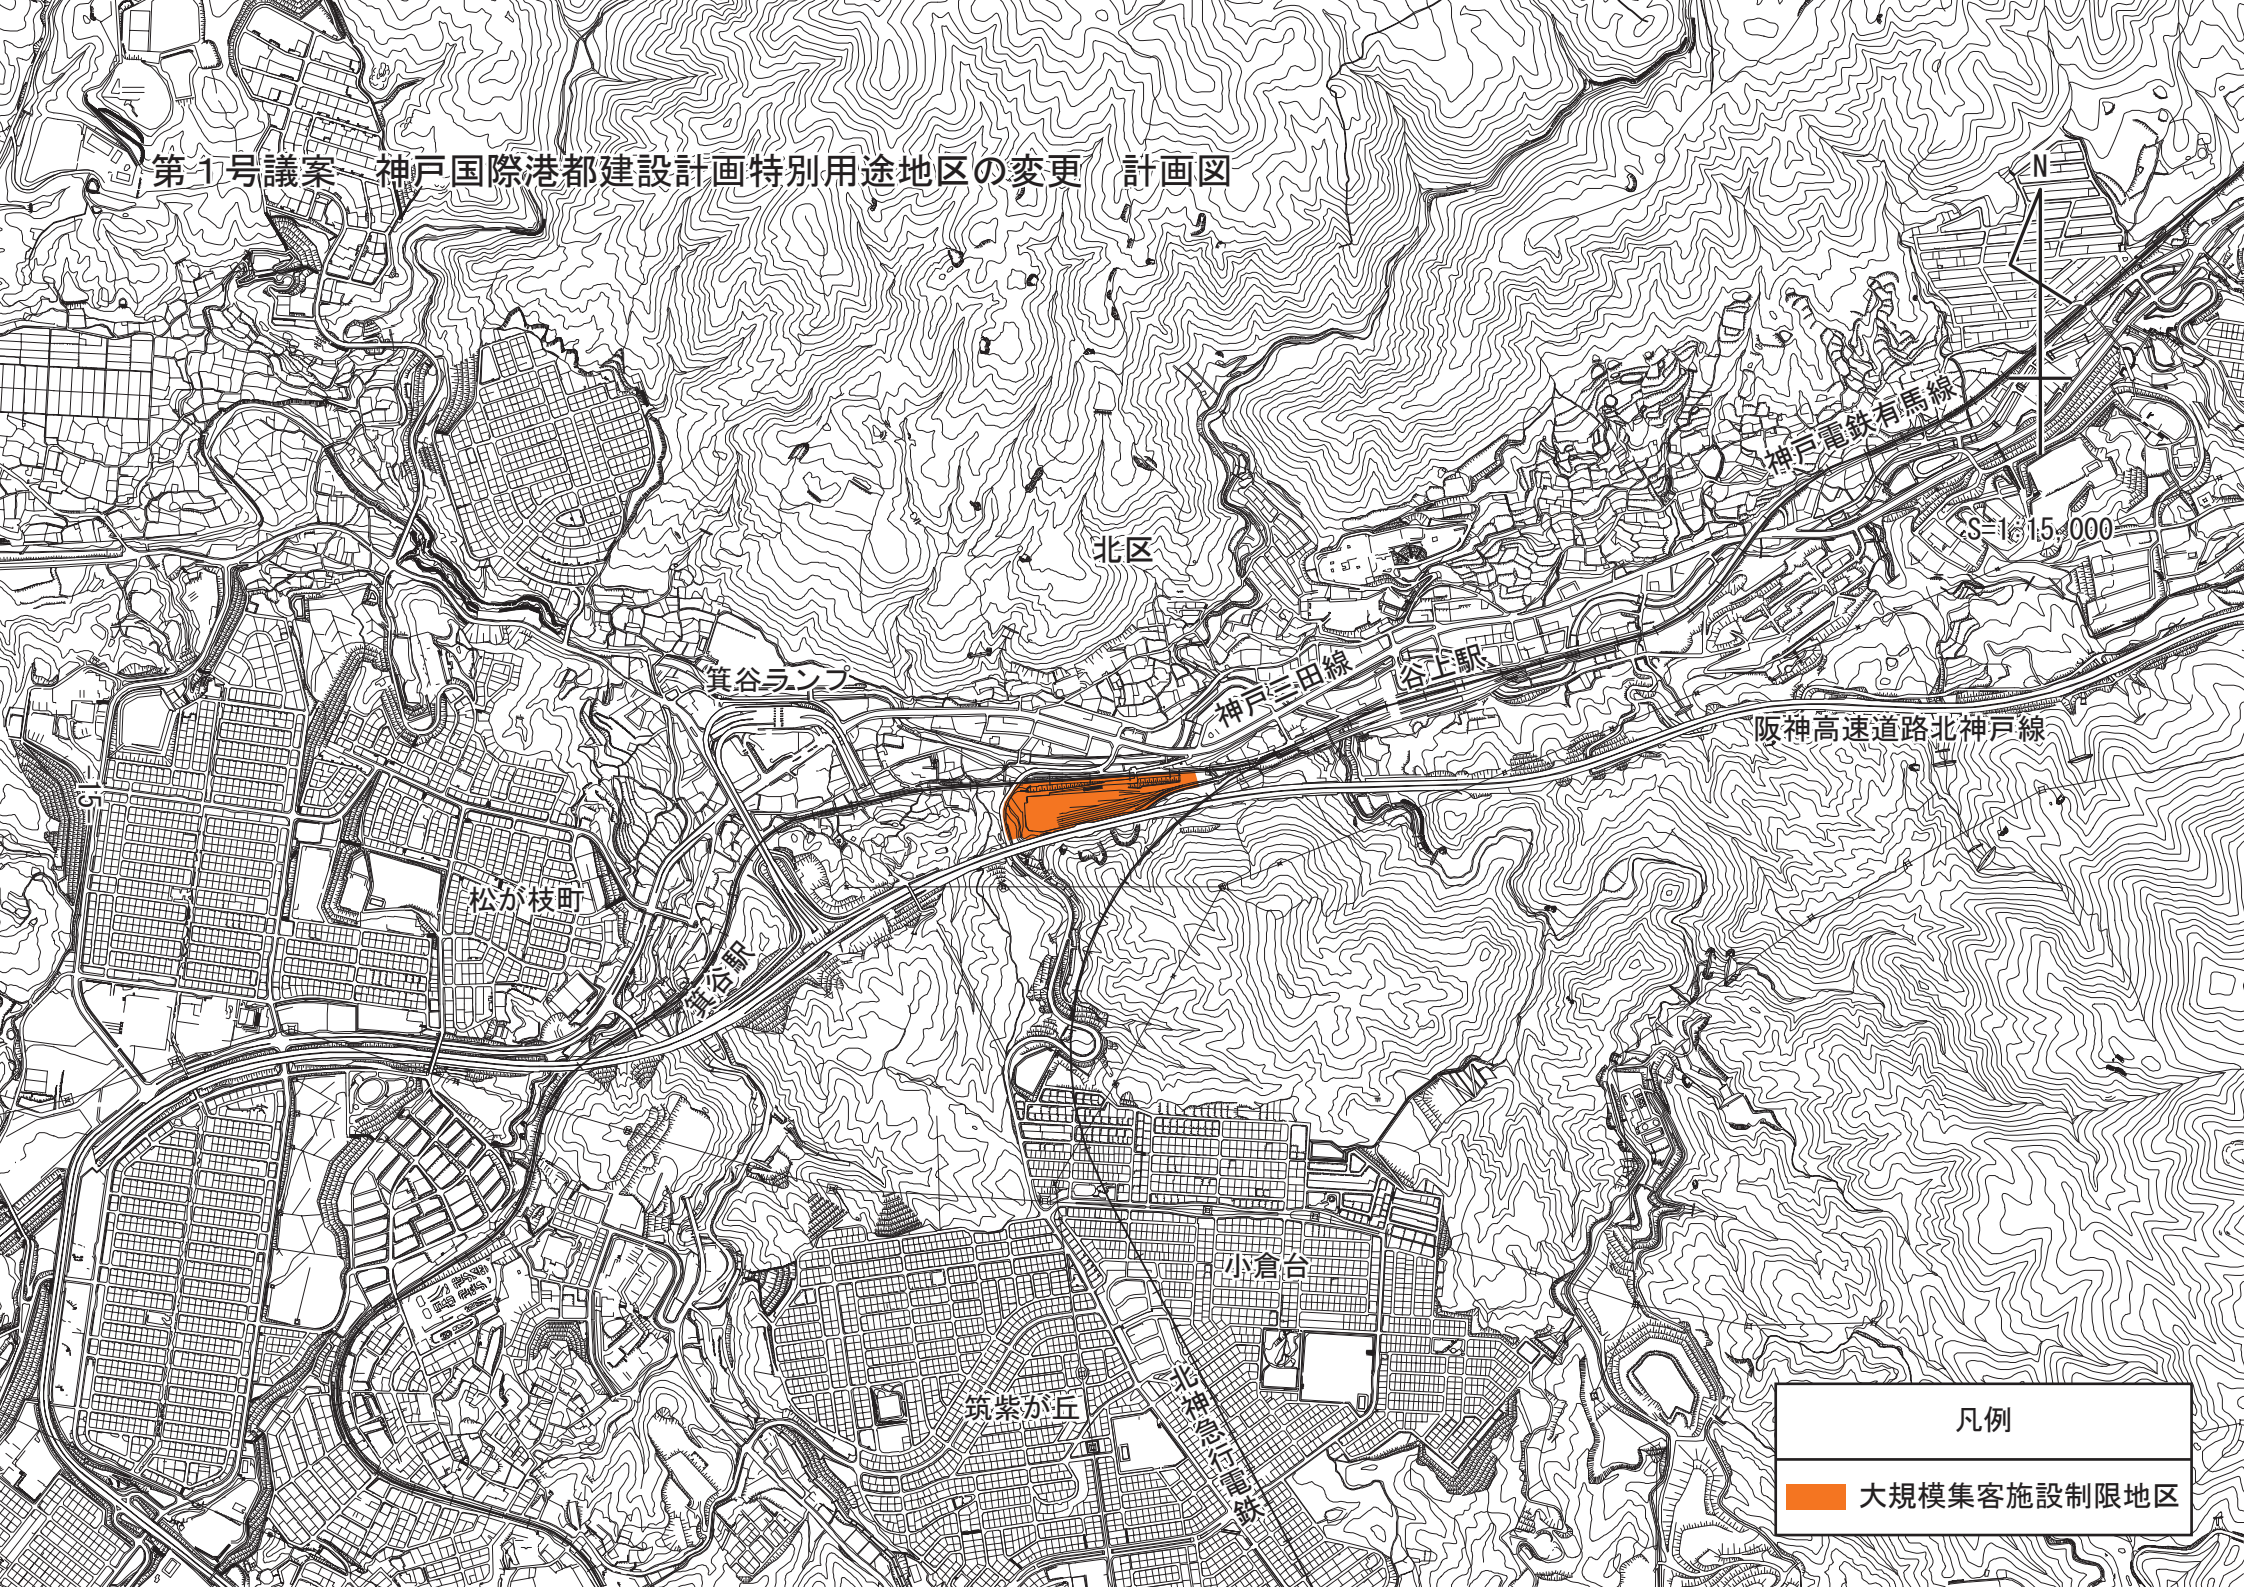 第１号議案　神戸国際港都建設計画特別用途地区の変更　計画図
N
神戸電鉄有馬線
S=1:15,000
北区
箕谷ランプ
神戸三田線
谷上駅
阪神高速道路北神戸線
松が枝町
箕谷駅
小倉台
筑紫が丘
北神急行電鉄
凡例
大規模集客施設制限地区